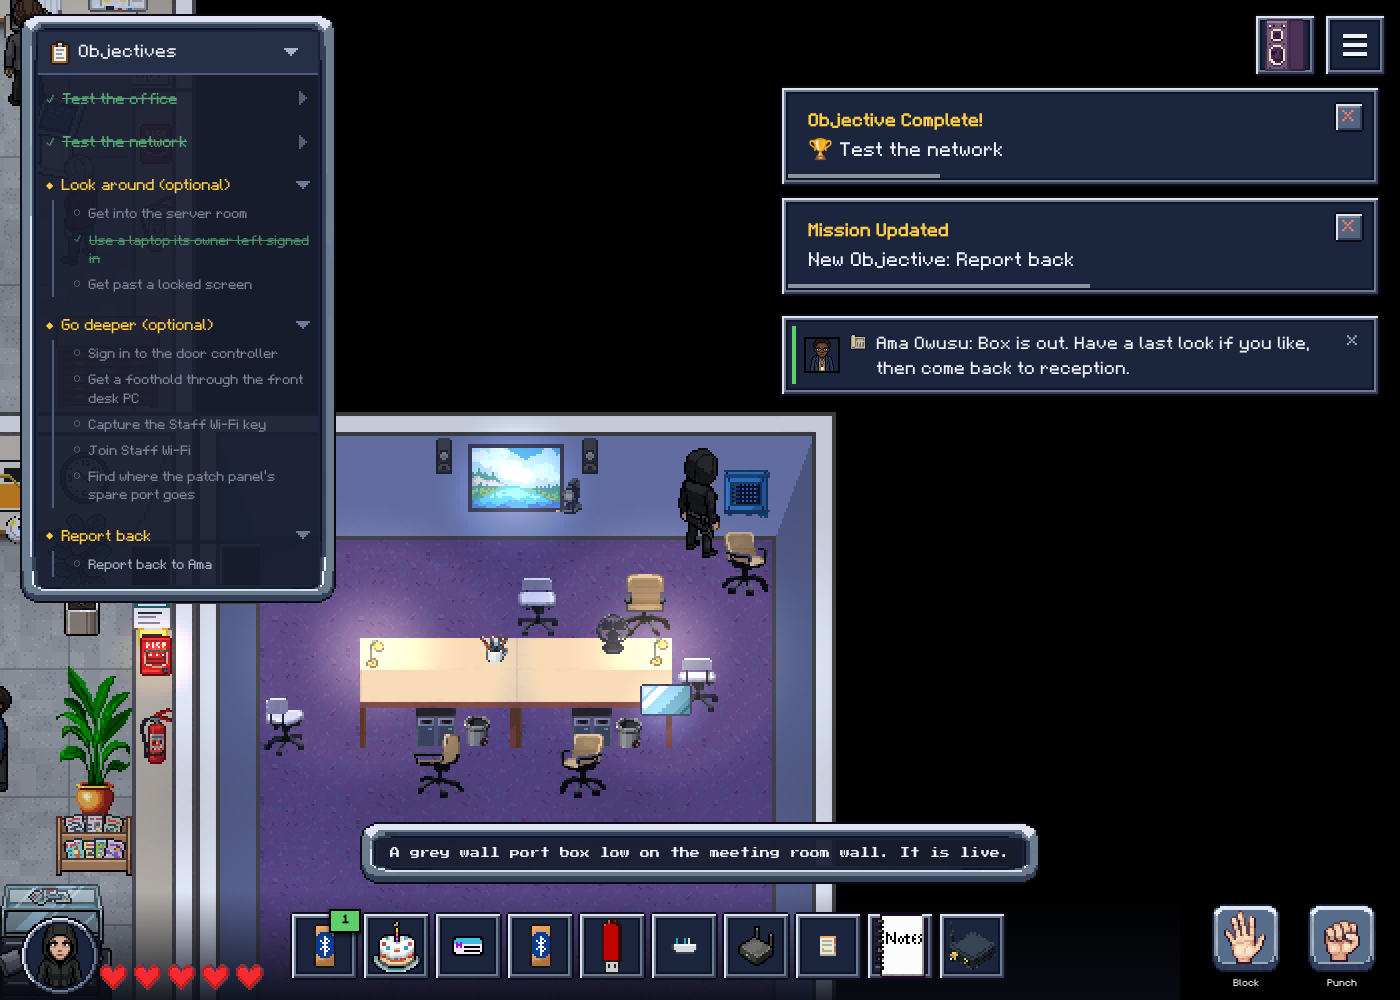 Objectives
Test the office
Test the network
Look around (optional)
Get into the server room
Use a laptop its owner left signed
in
Get past a locked screen
Go deeper (optional)
Sign in to the door controller
Get a foothold through the front
desk PC
Capture the Staff Wi-Fi key
Join Staff Wi-Fi
Find where the patch panel's
spare port goes
Report back
Report back to Ama
Objective Complete!
🏆 Test the network
Mission Updated
New Objective: Report back
Ama Owusu: Box is out. Have a last look if you like,
then come back to reception.
FIRE
A grey wall port box low on the meeting room wall. It is live.
1
Notes
Block
Punch